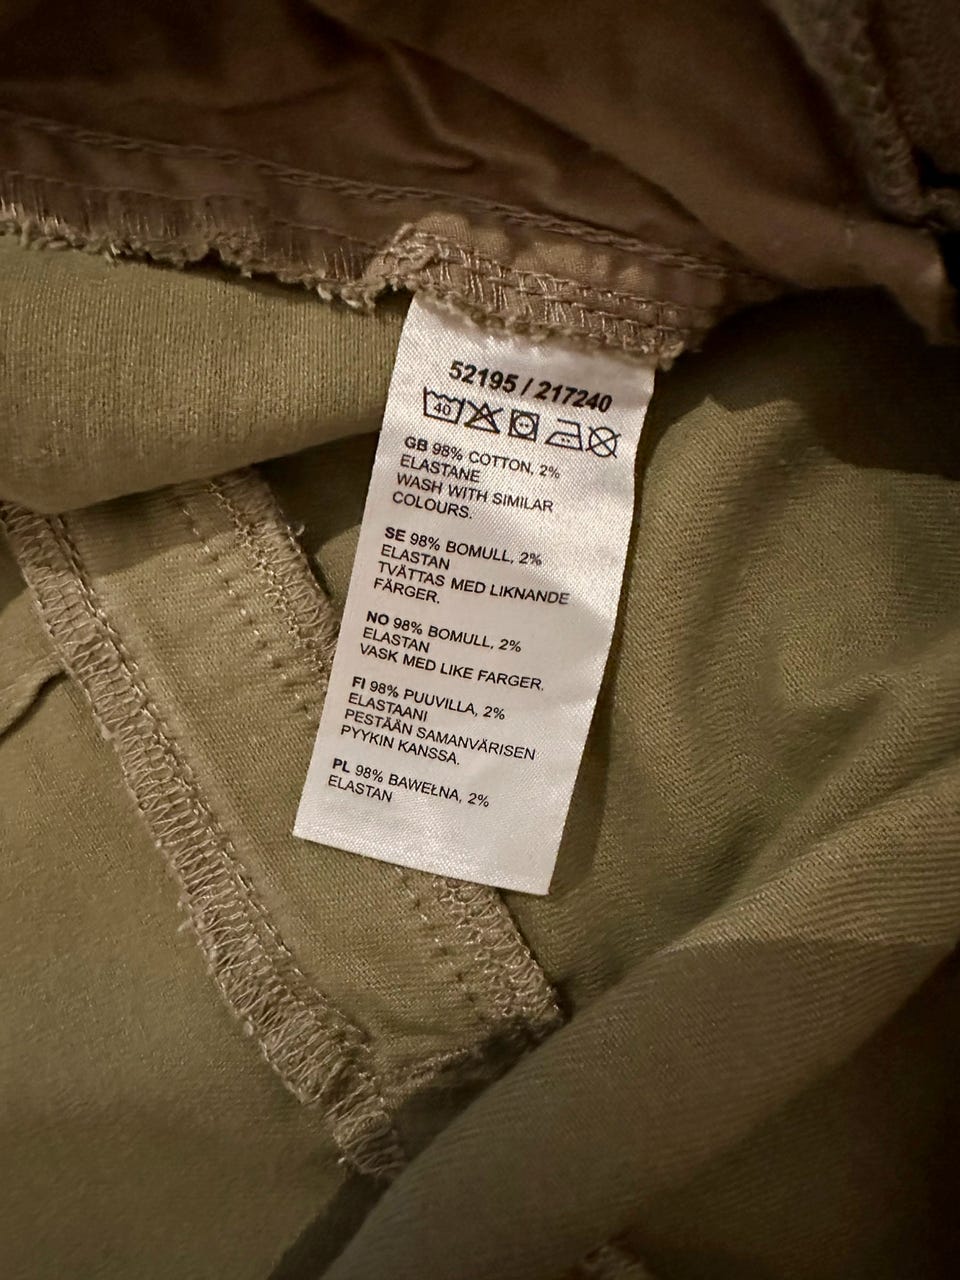 52195 / 217240
40
GB 98% COTTON, 2%
ELASTANE
WASH WITH SIMILAR
COLOURS.
SE 98% BOMULL, 2%
ELASTAN
TVÄTTAS MED LIKNANDE
FÄRGER.
NO 98% BOMULL, 2%
ELASTAN
VASK MED LIKE FARGER.
FI 98% PUUVILLA, 2%
ELASTAANI
PESTÄÄN SAMANVÄRISEN
PYYKIN KANSSA.
PL 98% BAWEŁNA, 2%
ELASTAN